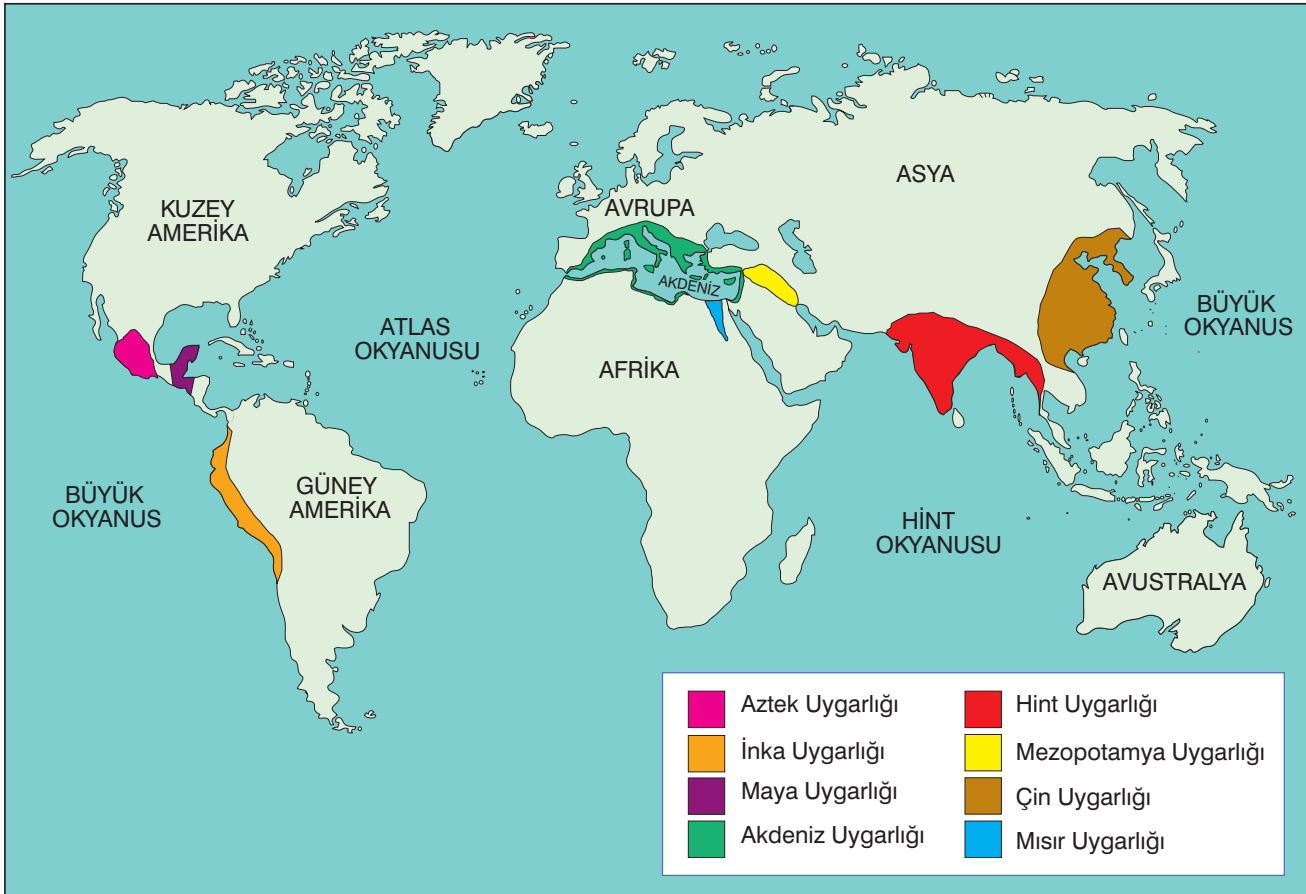 KUZEY
AMERİKA
ATLAS
OKYANUSU
AVRUPA
AKDENİZ
ASYA
AFRİKA
BÜYÜK
OKYANUS
BÜYÜK
OKYANUS
GÜNEY
AMERİKA
HİNT
OKYANUSU
AVUSTRALYA
Aztek Uygarlığı
İnka Uygarlığı
Maya Uygarlığı
Akdeniz Uygarlığı
Hint Uygarlığı
Mezopotamya Uygarlığı
Çin Uygarlığı
Mısır Uygarlığı